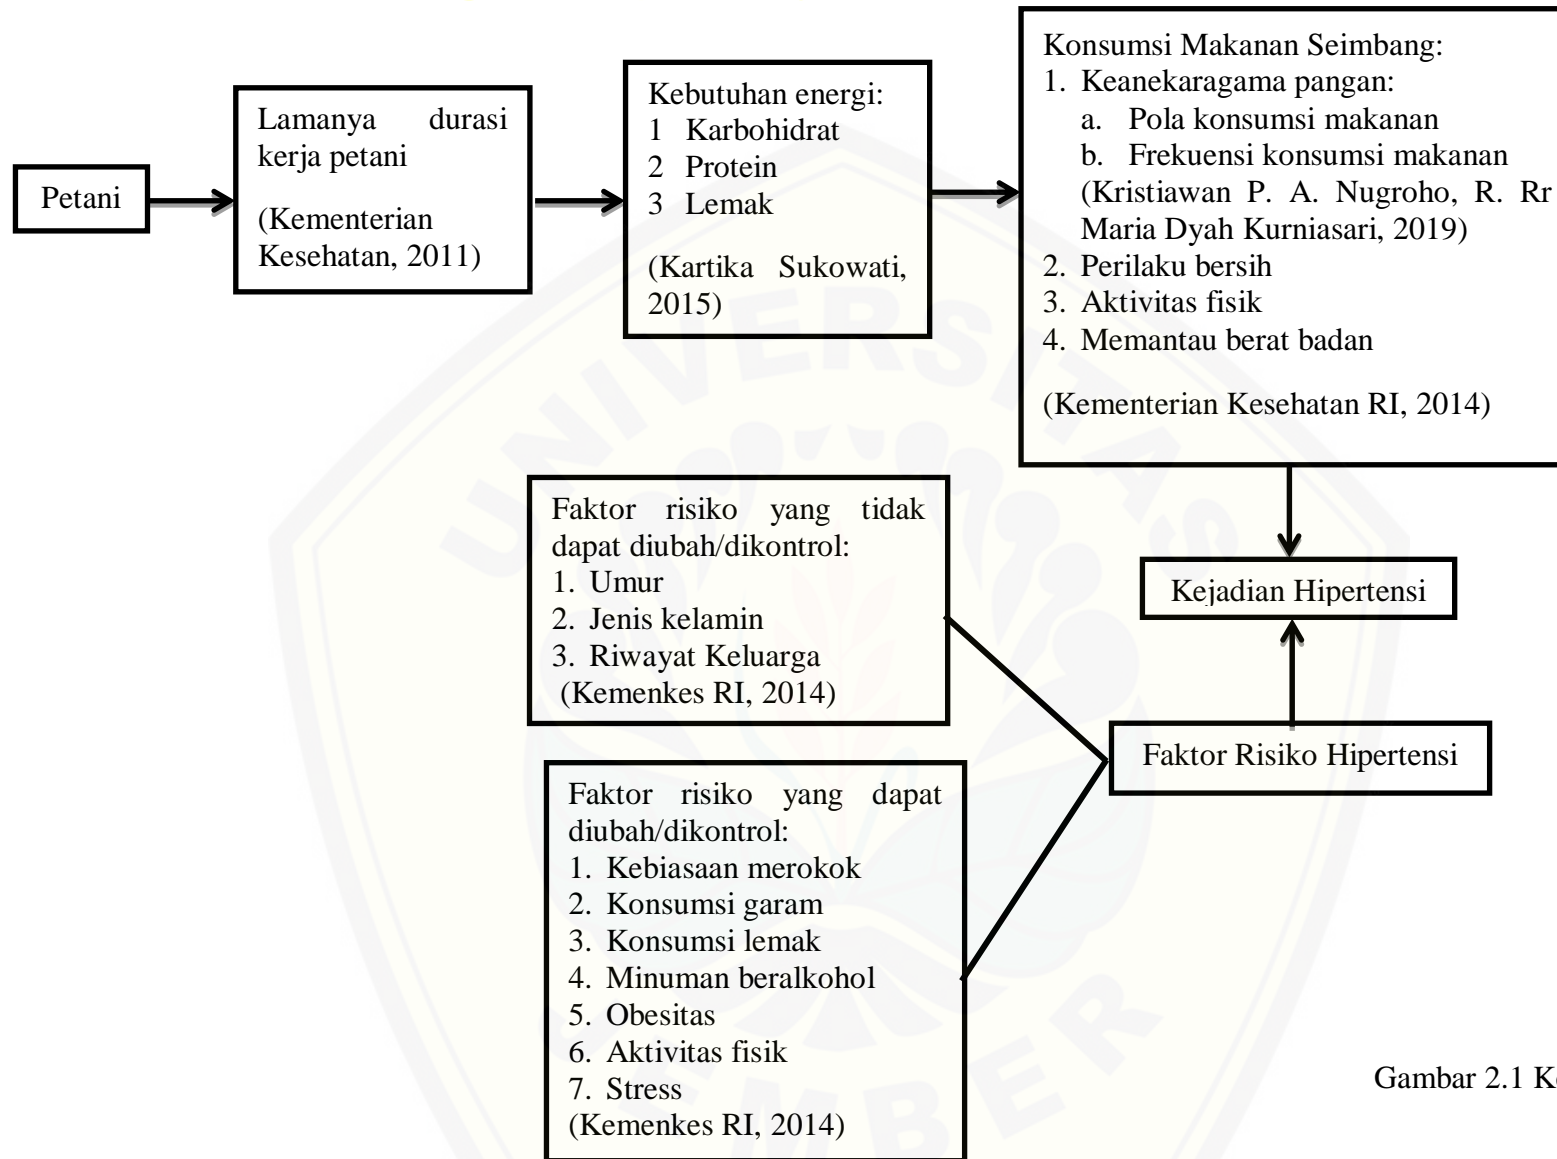 Petani
Lamanya durasi
kerja petani
(Kementerian
Kesehatan, 2011)
Kebutuhan energi:
1 Karbohidrat
2 Protein
3 Lemak
(Kartika Sukowati,
2015)
Konsumsi Makanan Seimbang:
1. Keanekaragama pangan:
a. Pola konsumsi makanan
b. Frekuensi konsumsi makanan
(Kristiawan P. A. Nugroho, R. Rr
Maria Dyah Kurniasari, 2019)
2. Perilaku bersih
3. Aktivitas fisik
4. Memantau berat badan
(Kementerian Kesehatan RI, 2014)
Faktor risiko yang tidak
dapat diubah/dikontrol:
1. Umur
2. Jenis kelamin
3. Riwayat Keluarga
(Kemenkes RI, 2014)
Kejadian Hipertensi
Faktor Risiko Hipertensi
Faktor risiko yang dapat
diubah/dikontrol:
1. Kebiasaan merokok
2. Konsumsi garam
3. Konsumsi lemak
4. Minuman beralkohol
5. Obesitas
6. Aktivitas fisik
7. Stress
(Kemenkes RI, 2014)
Gambar 2.1
UNIVERSITAS
JEMBER